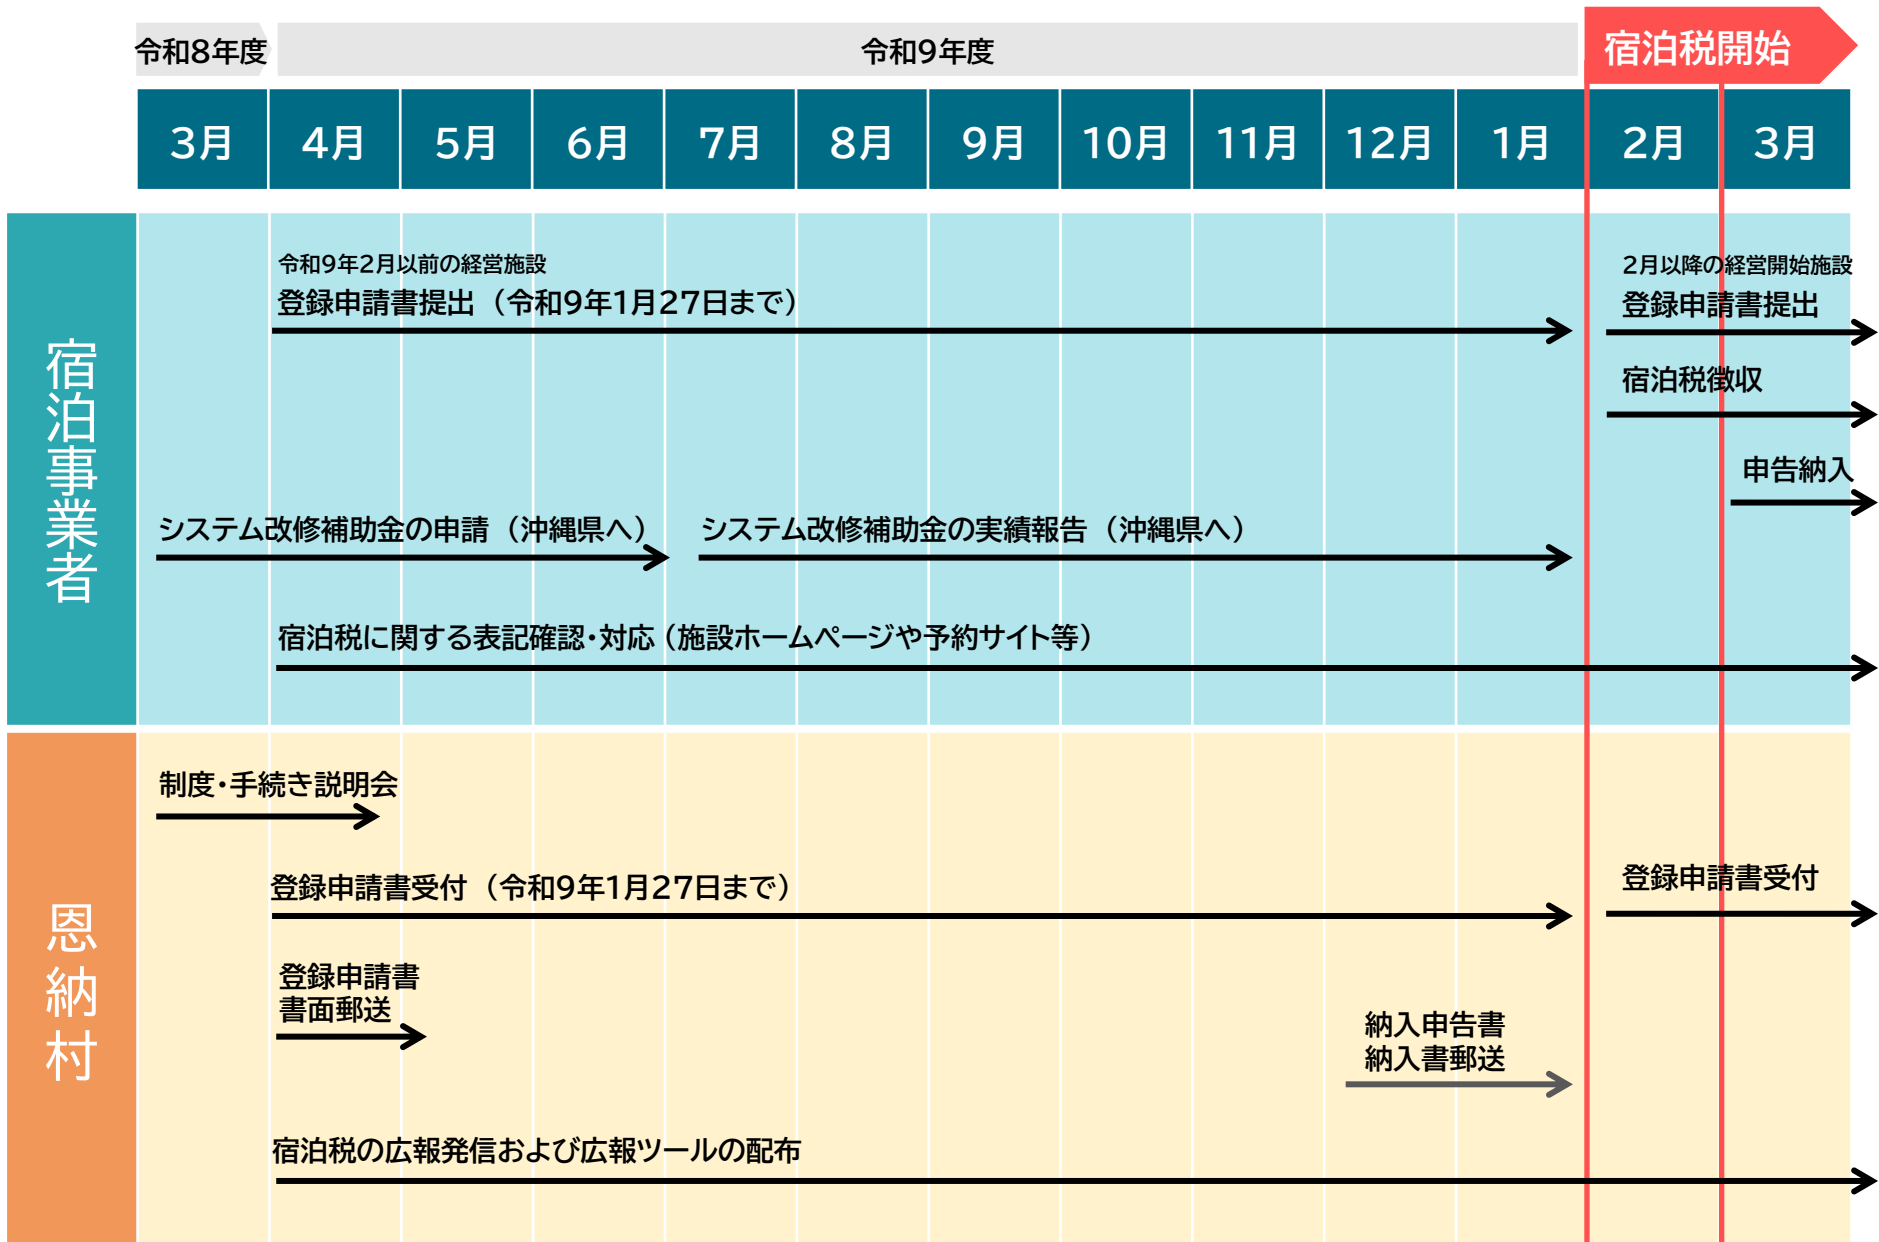 令和8年度
令和9年度
宿泊税開始
3月
4月
5月
6月
7月
8月
9月
10月
11月
12月
1月
2月
3月
宿泊事業者
令和9年2月以前の経営施設
登録申請書提出（令和9年1月27日まで）
2月以降の経営開始施設
登録申請書提出
宿泊税徴収
申告納入
システム改修補助金の申請（沖縄県へ）
システム改修補助金の実績報告（沖縄県へ）
宿泊税に関する表記確認・対応（施設ホームページや予約サイト等）
恩納村
制度・手続き説明会
登録申請書受付（令和9年1月27日まで）
登録申請書受付
登録申請書
書面郵送
納入申告書
納入書郵送
宿泊税の広報発信および広報ツールの配布